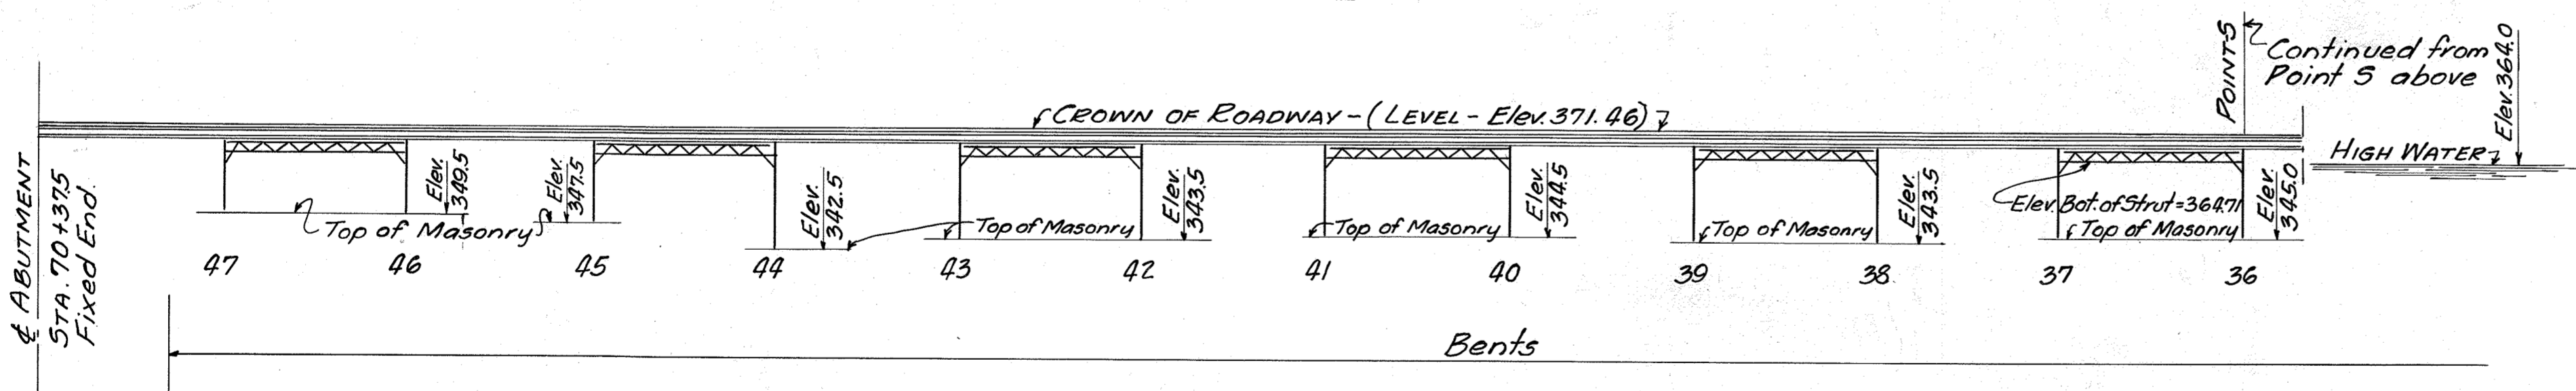 ℄ ABUTMENT
STA. 70+37.5
Fixed End.
CROWN OF ROADWAY-(LEVEL-Elev.371.46)
POINT-S
Continued from
Point S above
Elev. 364.0
HIGH WATER
Elev.
349.5
Elev.
347.5
Elev.
342.5
Elev.
343.5
Elev.
344.5
Elev.
343.5
Elev. Bot. of Strut=364.71
Elev.
345.0
Top of Masonry
Top of Masonry
Top of Masonry
Top of Masonry
Top of Masonry
47 46 45 44 43 42 41 40 39 38 37 36
Bents